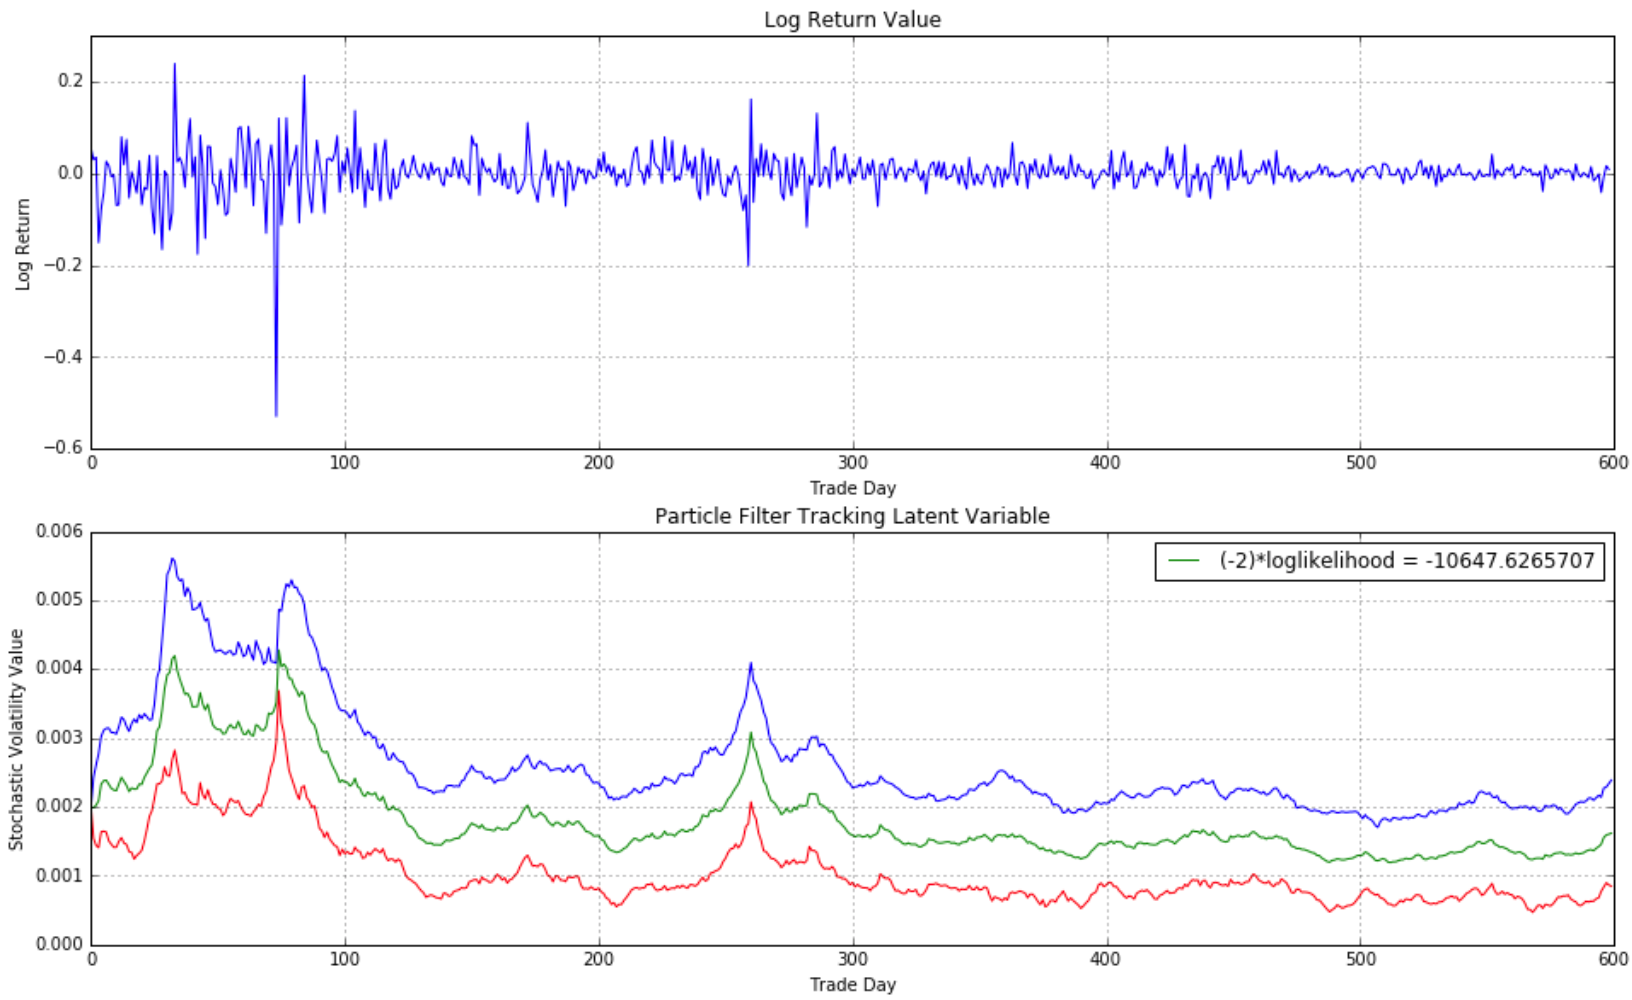 Log Return Value
Log Return
0.2
0.0
−0.2
−0.4
−0.6
0 100 200 300 400 500 600
Trade Day
Particle Filter Tracking Latent Variable
Stochastic Volatility Value
0.006
0.005
0.004
0.003
0.002
0.001
0.000
(-2)*loglikelihood = -10647.6265707
0 100 200 300 400 500 600
Trade Day